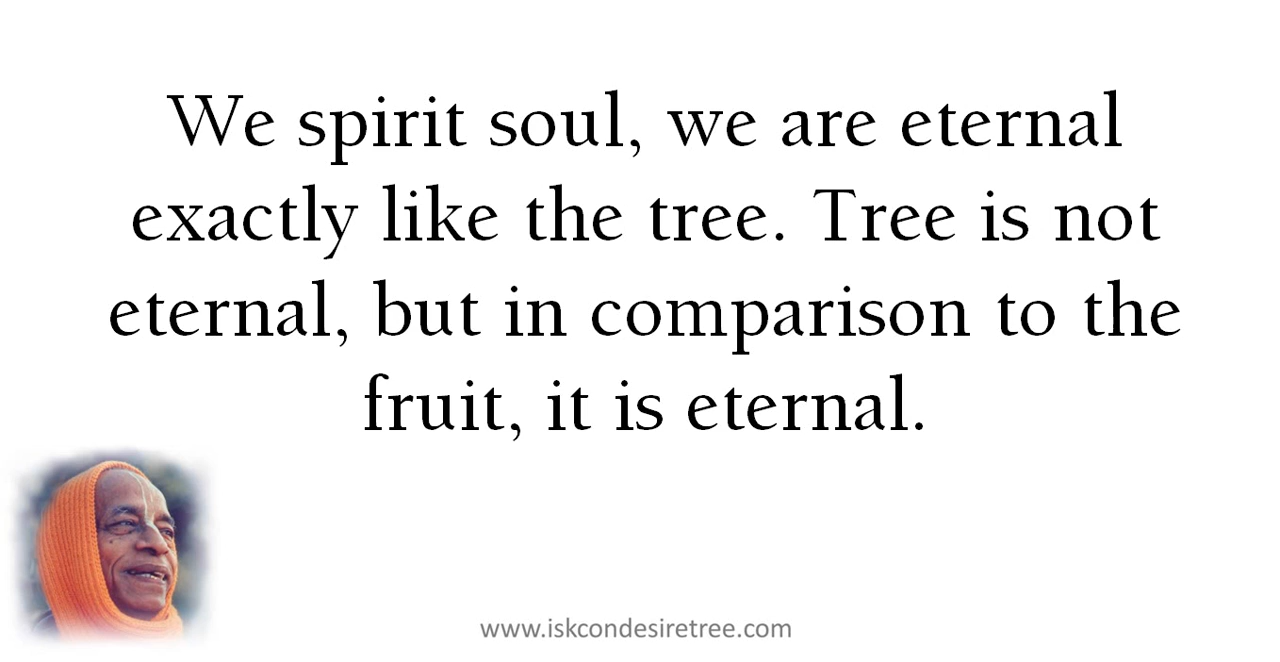 We spirit soul, we are eternal
exactly like the tree. Tree is not
eternal, but in comparison to the
fruit, it is eternal.
www.iskcondesiretree.com